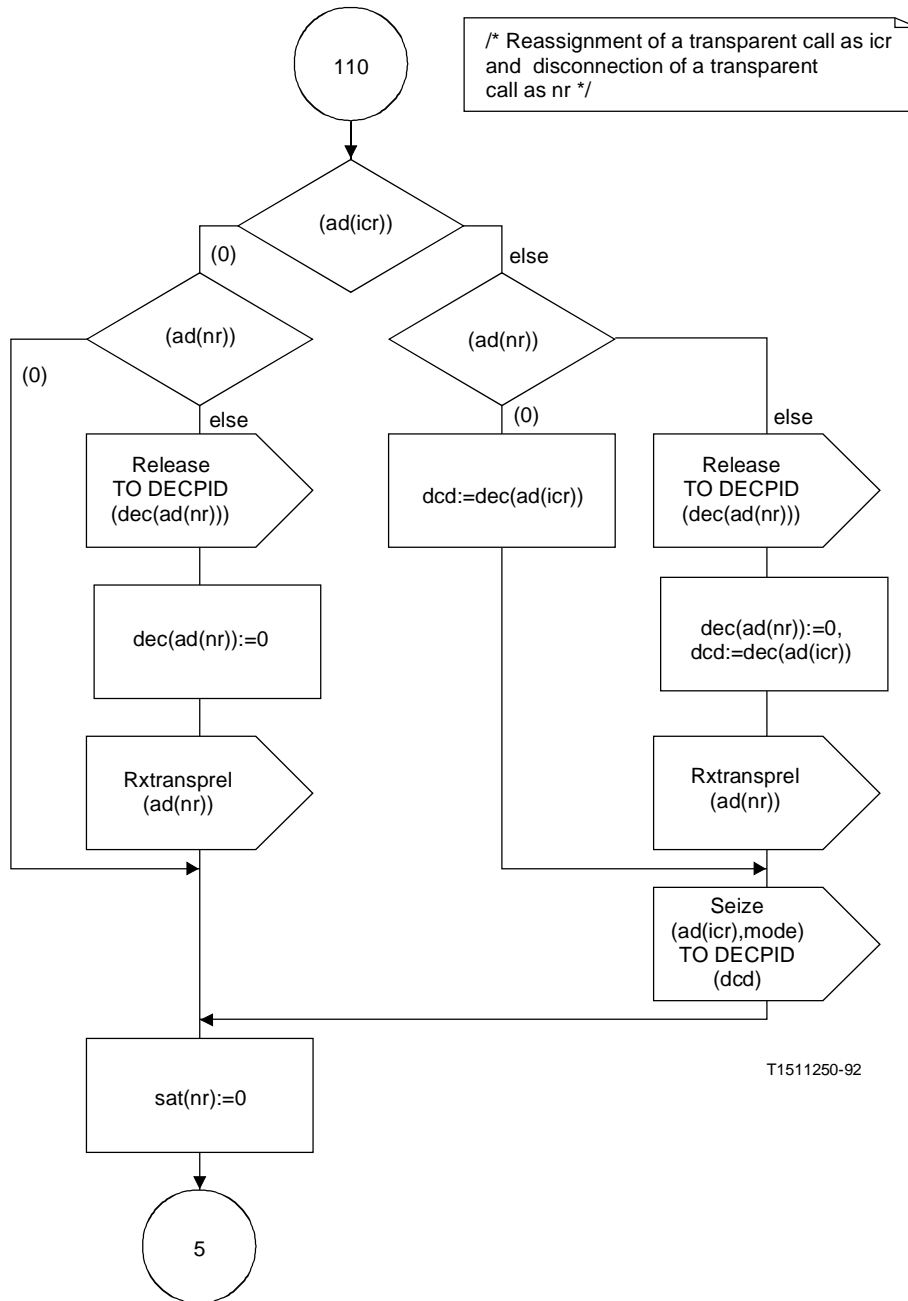 110
/* Reassignment of a transparent call as icr
and disconnection of a transparent
call as nr */
(ad(icr))
(0)
else
(ad(nr))
(ad(nr))
(0)
(0)
else
else
Release
TO DECPID
(dec(ad(nr)))
dcd:=dec(ad(icr))
Release
TO DECPID
(dec(ad(nr)))
dec(ad(nr)):=0
dec(ad(nr)):=0,
dcd:=dec(ad(icr))
Rxtransprel
(ad(nr))
Rxtransprel
(ad(nr))
Seize
(ad(icr),mode)
TO DECPID
(dcd)
T1511250-92
sat(nr):=0
5